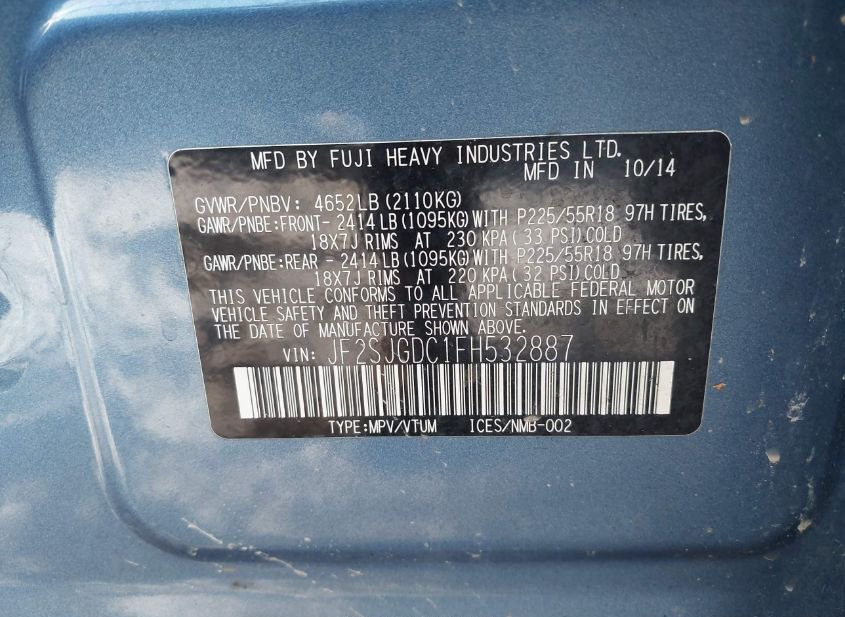 MFD BY FUJI HEAVY INDUSTRIES LTD.
MFD IN 10/14
GVWR/PNBV: 4652LB(2110KG)
GAWR/PNBE:FRONT- 2414LB(1095KG)WITH P225/55R18 97H TIRES,
18X7J RIMS AT 230 KPA( 33 PSI)COLD
GAWR/PNBE:REAR - 2414LB(1095KG)WITH P225/55R18 97H TIRES,
18X7J RIMS AT 220 KPA( 32 PSI)COLD
THIS VEHICLE CONFORMS TO ALL APPLICABLE FEDERAL MOTOR
VEHICLE SAFETY AND THEFT PREVENTION STANDARDS IN EFFECT ON
THE DATE OF MANUFACTURE SHOWN ABOVE.
VIN: JF2SJGDC1FH532887
TYPE:MPV/VTUM ICES/NMB-002